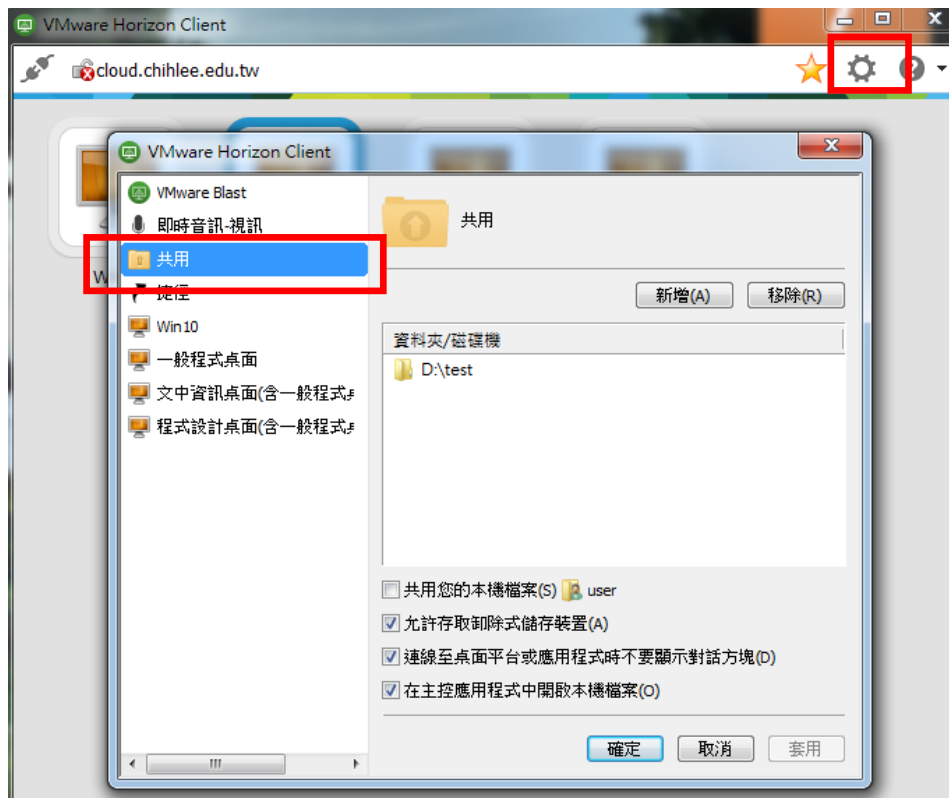 VMware Horizon Client
cloud.chihlee.edu.tw
VMware Horizon Client
VMware Blast
即時音訊-視訊
共用
捷徑
Win10
一般程式桌面
文中資訊桌面(含一般程式
程式設計桌面(含一般程式
共用
新增(A) 移除(R)
資料夾/磁碟機
D:\test
共用您的本機檔案(S) user
允許存取卸除式儲存裝置(A)
連線至桌面平台或應用程式時不要顯示對話方塊(D)
在主控應用程式中開啟本機檔案(O)
確定 取消 套用
W